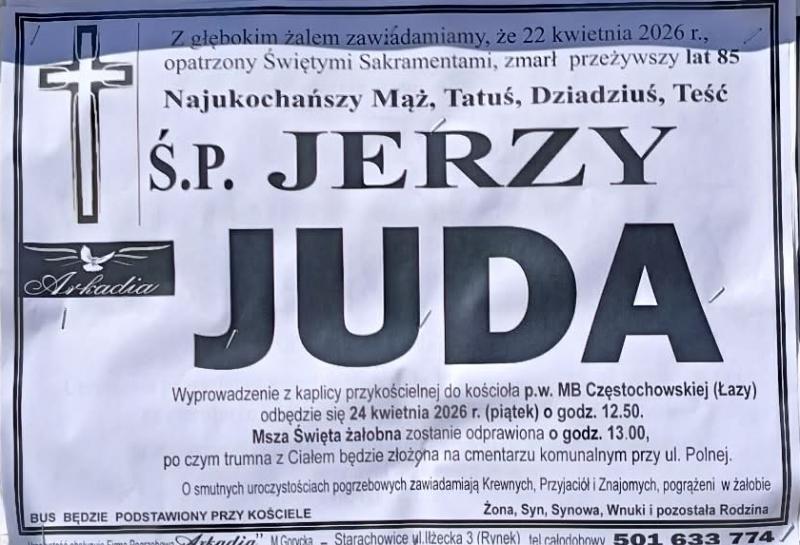 Z głębokim żalem zawiadamiamy, że 22 kwietnia 2026 r.,
opatrzony Świętymi Sakramentami, zmarł przeżywszy lat 85
Najukochańszy Mąż, Tatuś, Dziadziuś, Teść
Ś.P. JERZY
JUDA
Arkadia
Wyprowadzenie z kaplicy przykościelnej do kościoła p.w. MB Częstochowskiej (Łazy)
odbędzie się 24 kwietnia 2026 r. (piątek) o godz. 12.50.
Msza Święta żałobna zostanie odprawiona o godz. 13.00,
po czym trumna z Ciałem będzie złożona na cmentarzu komunalnym przy ul. Polnej.
O smutnych uroczystościach pogrzebowych zawiadamiają Krewnych, Przyjaciół i Znajomych, pogrążeni w żałobie
BUS BĘDZIE PODSTAWIONY PRZY KOŚCIELE
Żona, Syn, Synowa, Wnuki i pozostała Rodzina
"Arkadia" M.Gorycka - Starachowice ul.Iłżecka 3 (Rynek) tel.całodobowy 501 633 774